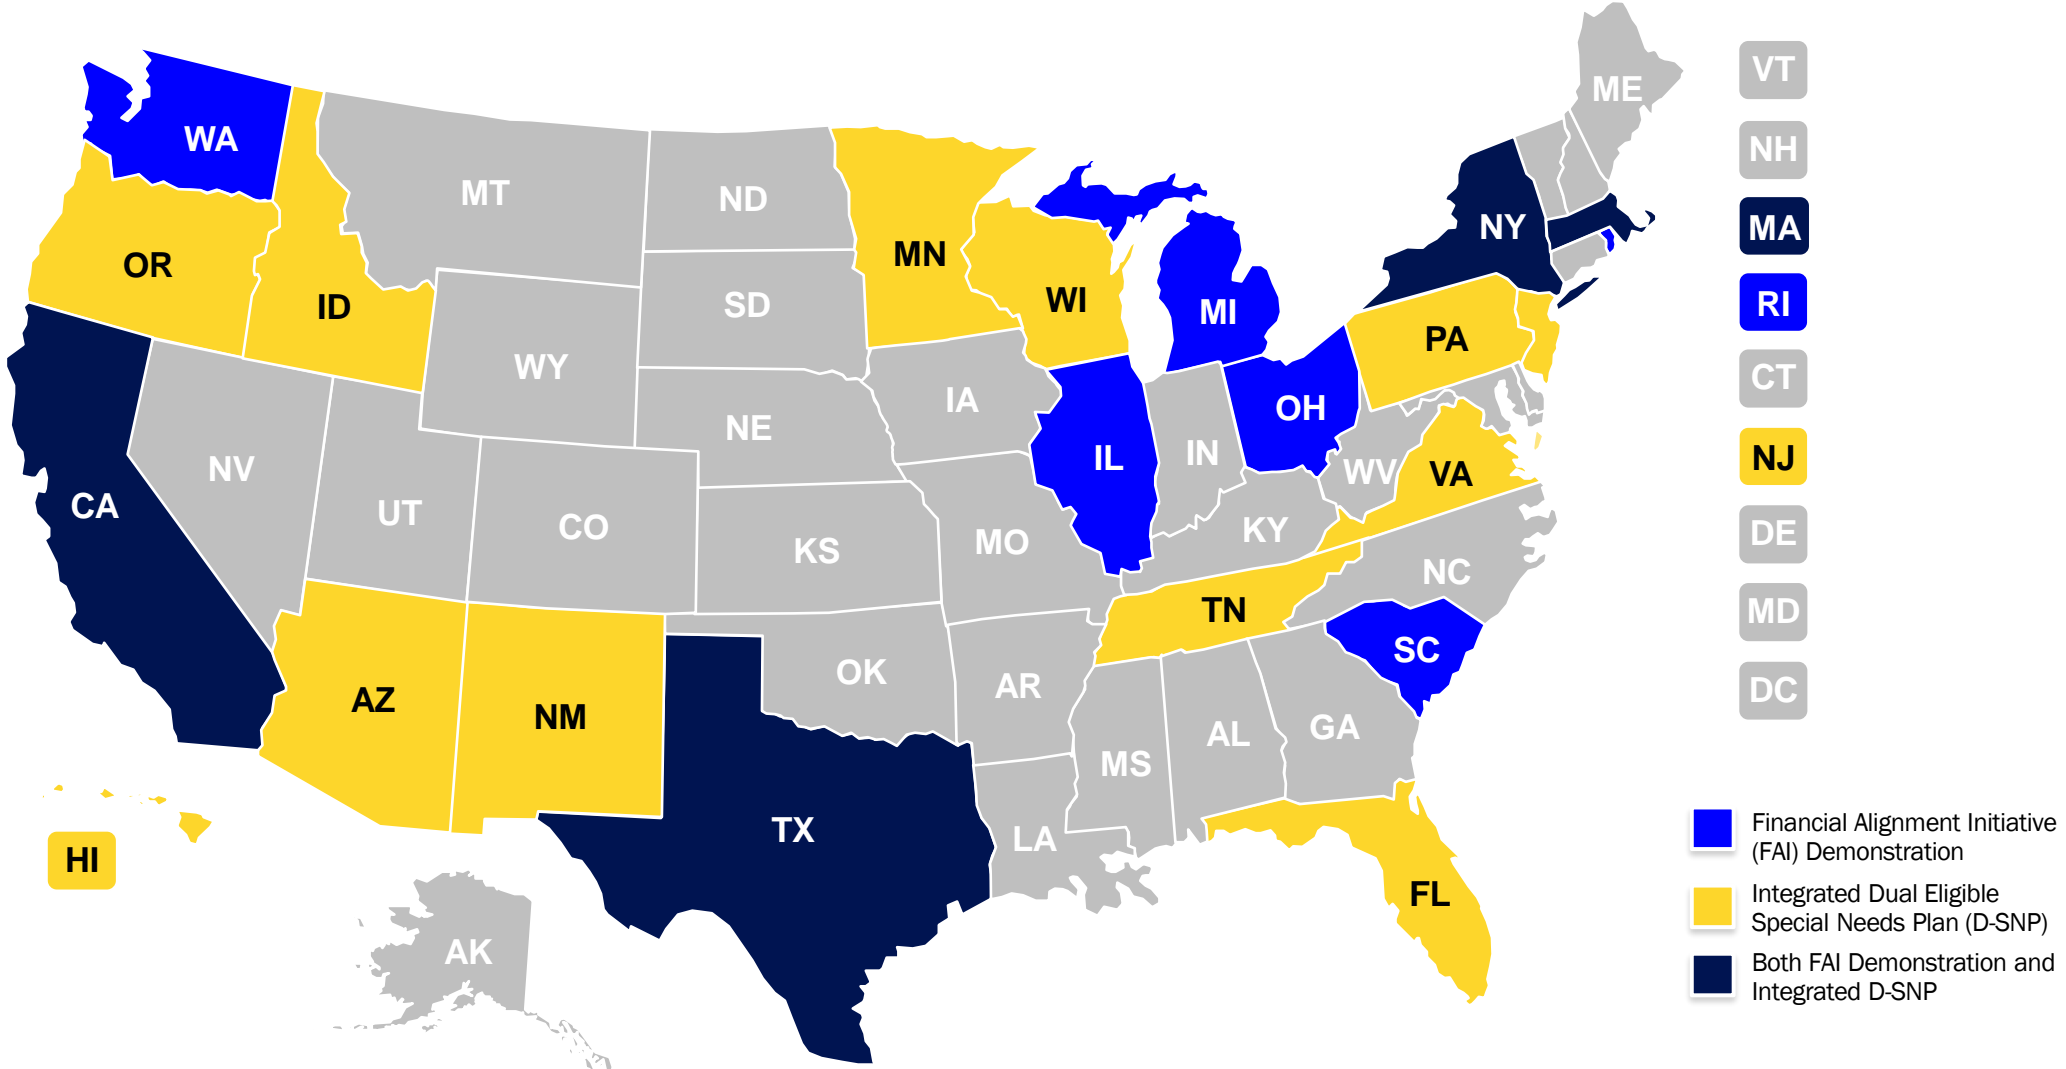 ME
VT
NH
WA
MT
ND
MN
NY
MA
OR
ID
SD
WI
MI
RI
WY
PA
CT
IA
OH
NE
NV
IL
IN
WV
VA
NJ
CA
UT
CO
KS
MO
KY
DE
NC
TN
MD
SC
AZ
NM
OK
AR
DC
MS
AL
GA
TX
LA
HI
FL
AK
Financial Alignment Initiative
(FAI) Demonstration
Integrated Dual Eligible
Special Needs Plan (D-SNP)
Both FAI Demonstration and
Integrated D-SNP